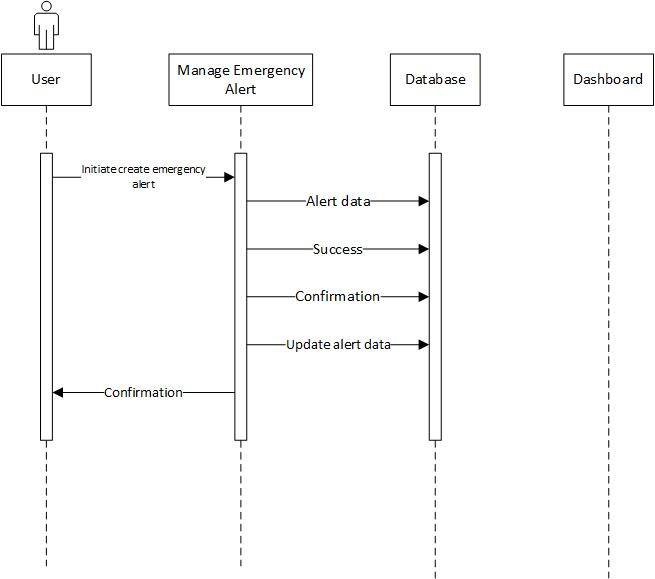 User
Manage Emergency
Alert
Database
Dashboard
Initiate create emergency
alert
Alert data
Success
Confirmation
Update alert data
Confirmation